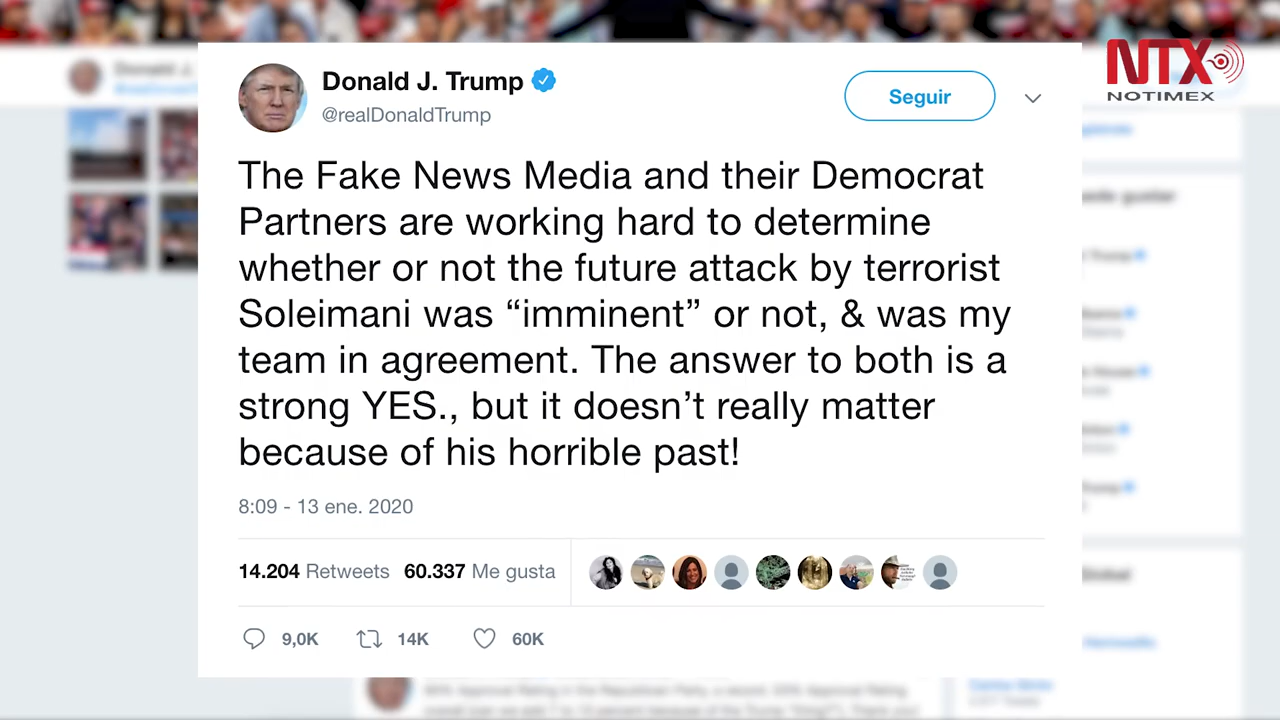 NTX
NOTIMEX
Donald J. Trump
@realDonaldTrump
Seguir
The Fake News Media and their Democrat
Partners are working hard to determine
whether or not the future attack by terrorist
Soleimani was “imminent” or not, & was my
team in agreement. The answer to both is a
strong YES., but it doesn’t really matter
because of his horrible past!
8:09 - 13 ene. 2020
14.204 Retweets 60.337 Me gusta
9,0K 14K 60K